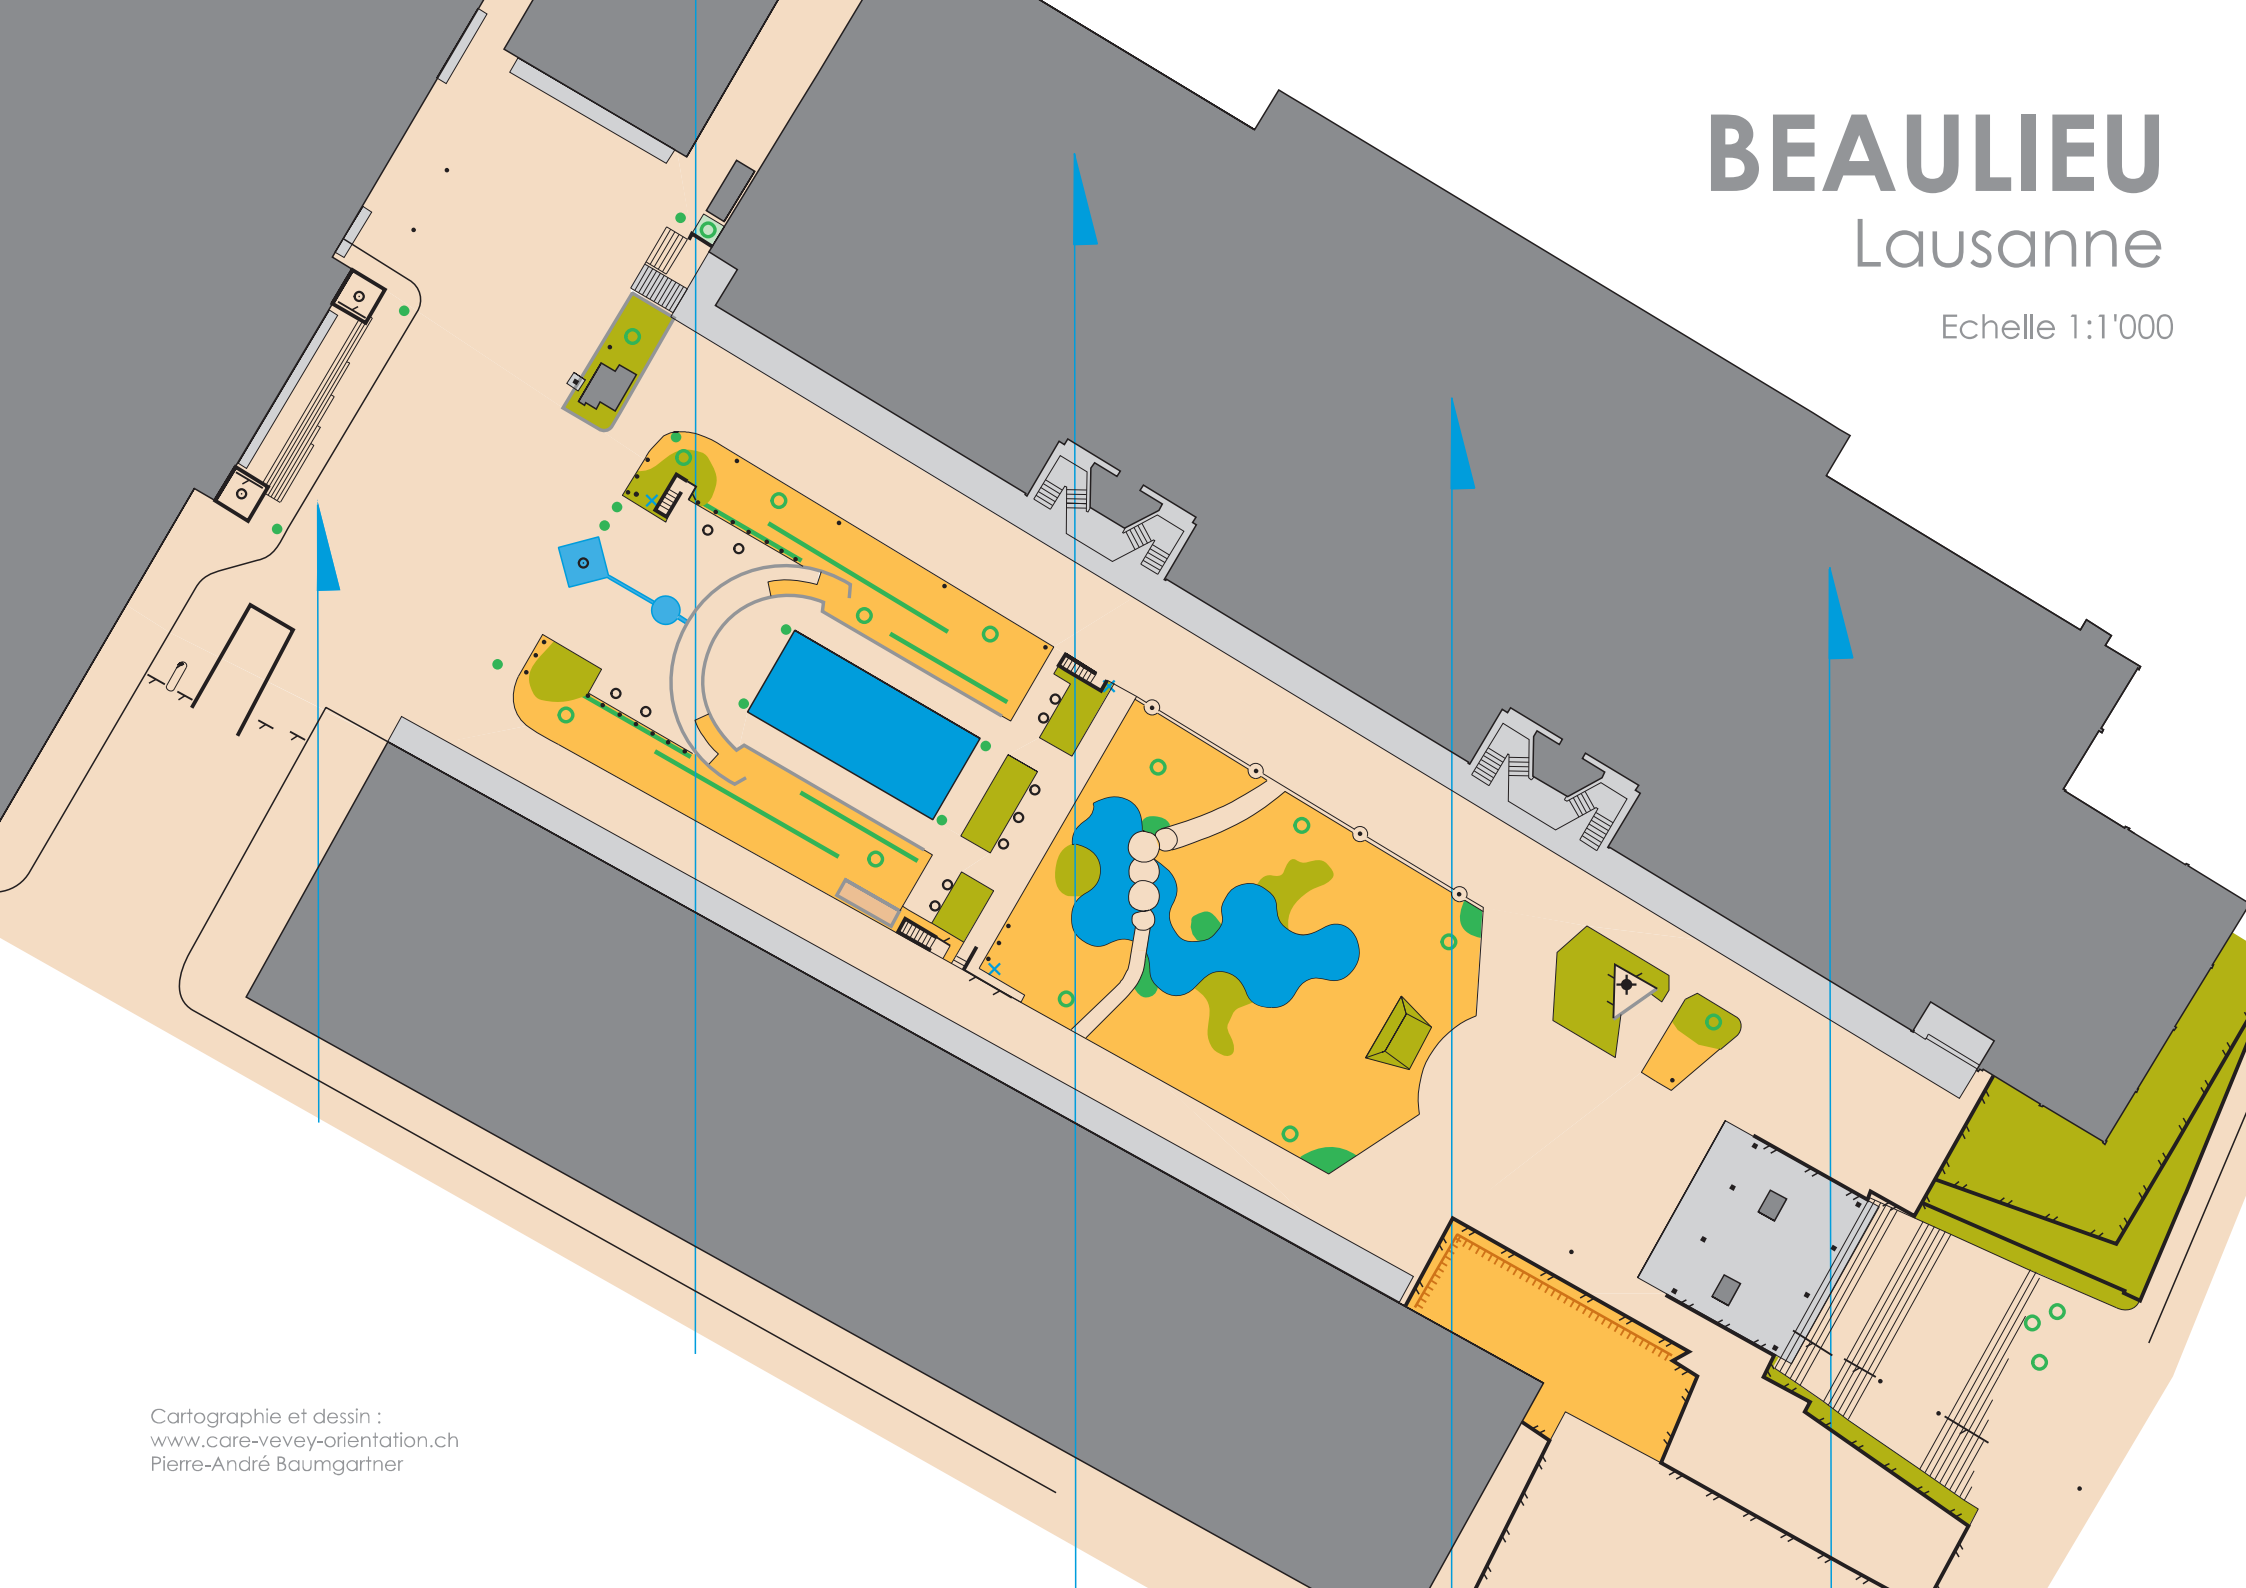 BEAULIEU
Lausanne
Echelle 1:1'000
Cartographie et dessin :
www.care-vevey-orientation.ch
Pierre-André Baumgartner